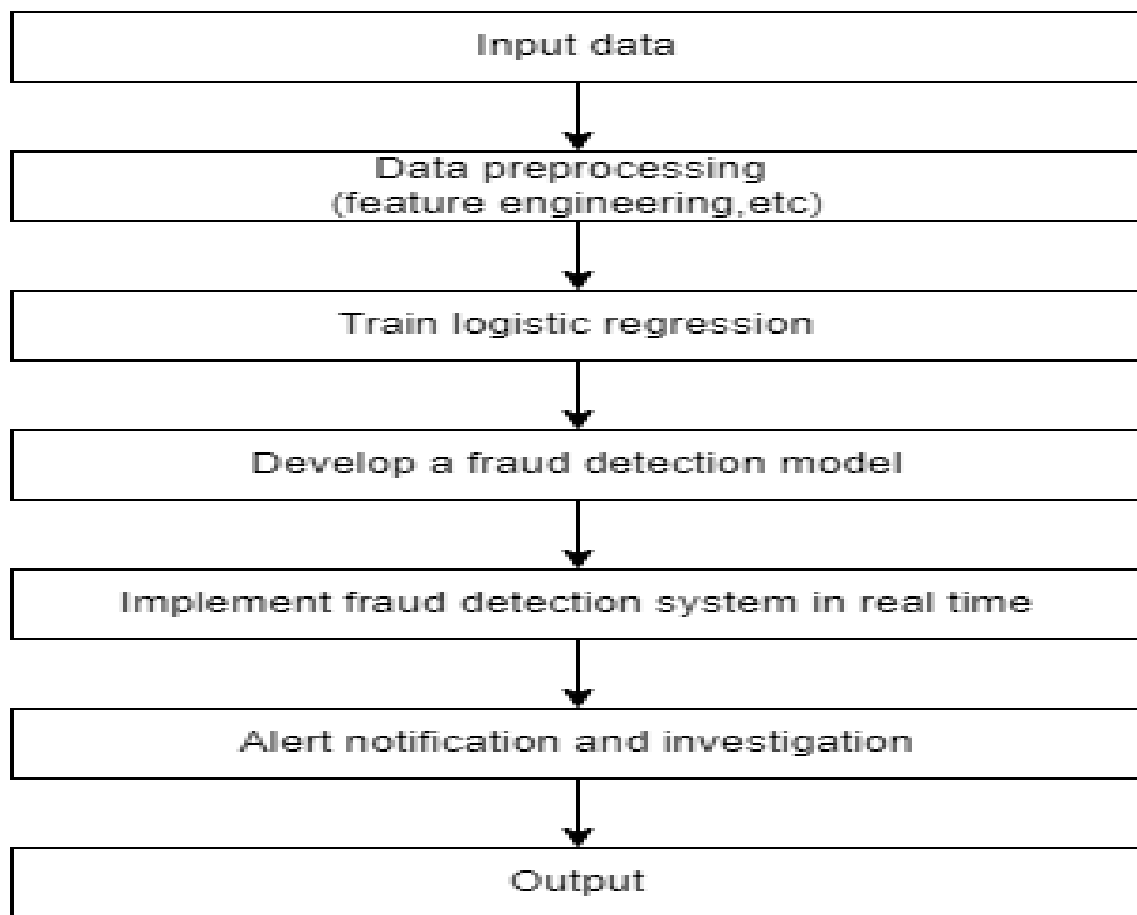 Input data
Data preprocessing
(feature engineering,etc)
Train logistic regression
Develop a fraud detection model
Implement fraud detection system in real time
Alert notification and investigation
Output